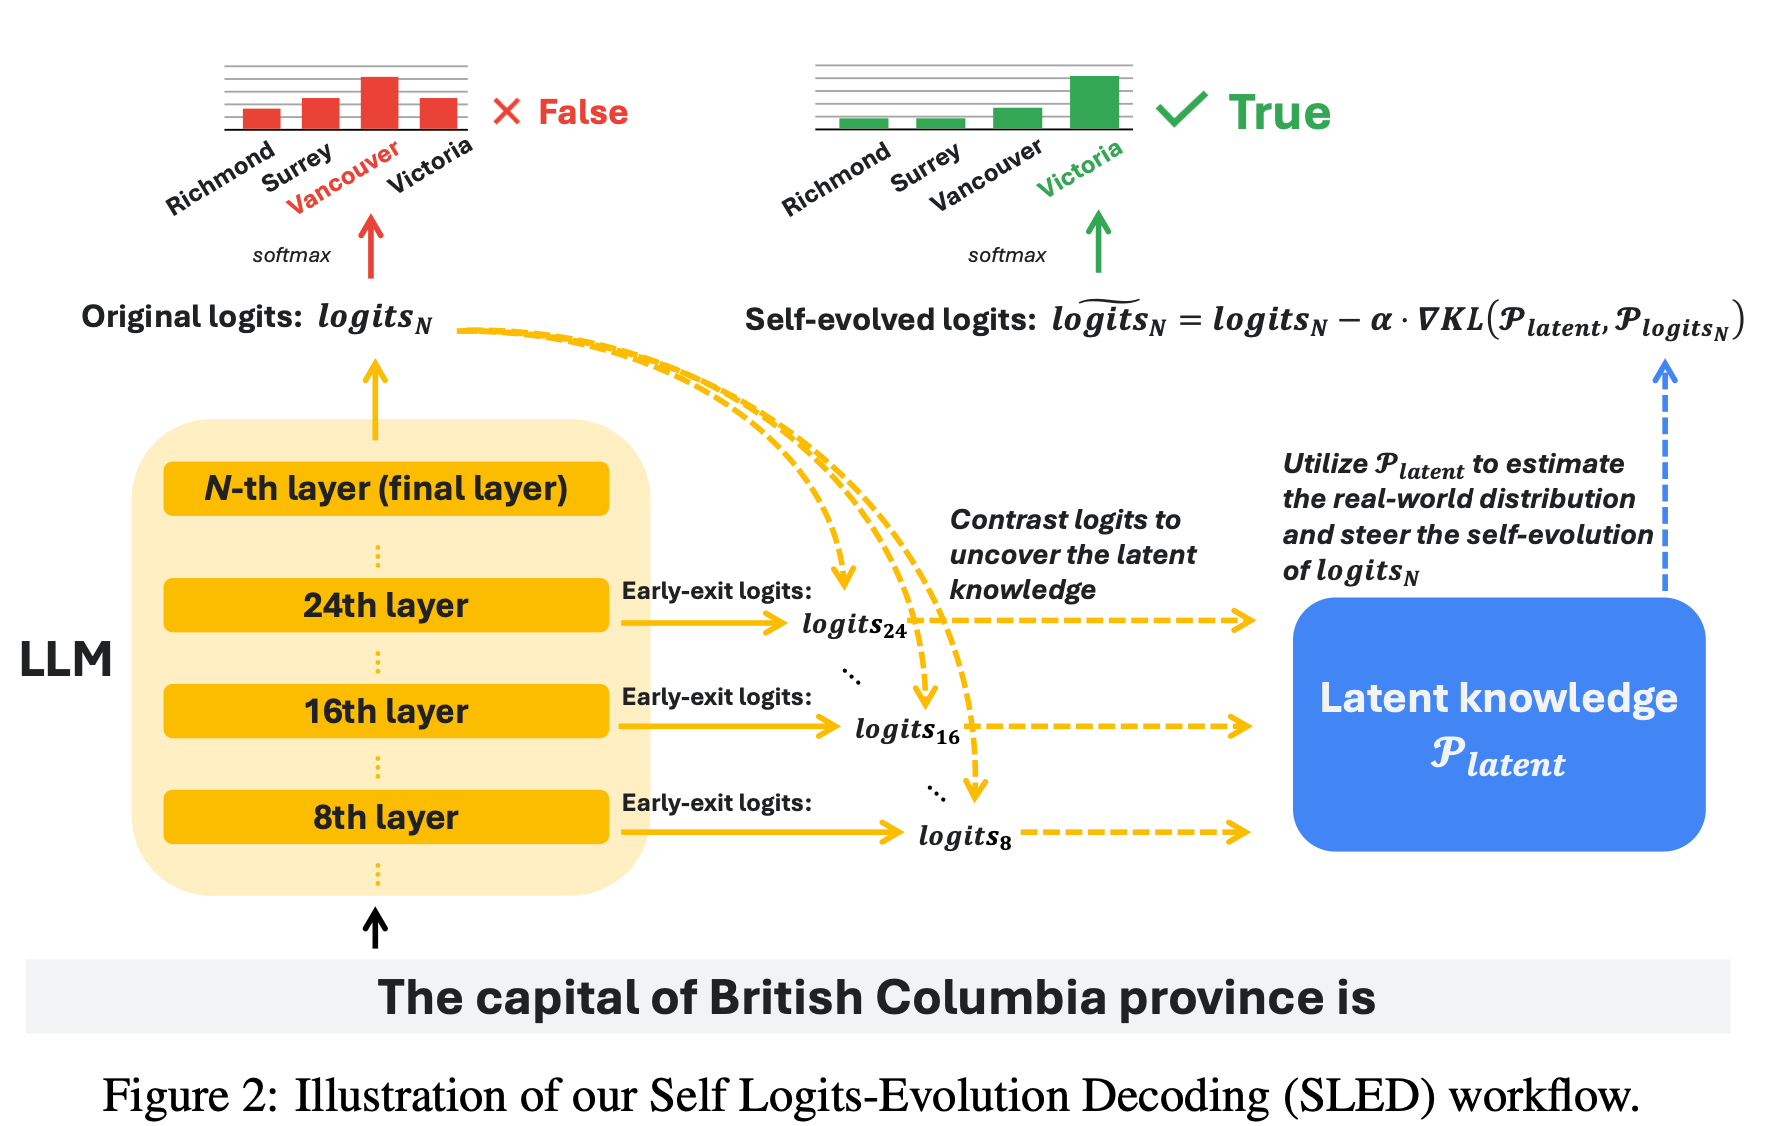 Richmond
Surrey
Vancouver
Victoria
False
softmax
Original logits: logits_N
Richmond
Surrey
Vancouver
Victoria
True
softmax
Self-evolved logits: \widetilde{logits}_N = logits_N − α · ∇KL(𝒫_latent, 𝒫_logits_N)
LLM
N-th layer (final layer)
24th layer
16th layer
8th layer
Early-exit logits:
logits_24
Early-exit logits:
logits_16
Early-exit logits:
logits_8
Contrast logits to
uncover the latent
knowledge
Utilize 𝒫_latent to estimate
the real-world distribution
and steer the self-evolution
of logits_N
Latent knowledge
𝒫_latent
The capital of British Columbia province is
Figure 2: Illustration of our Self Logits-Evolution Decoding (SLED) workflow.